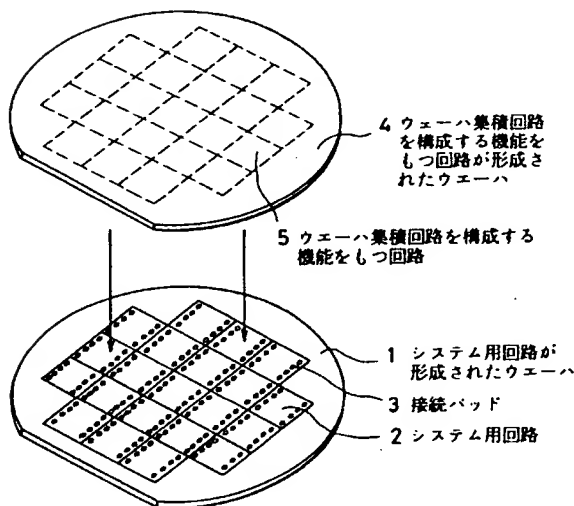 4 ウェーハ集積回路
を構成する機能を
もつ回路が形成さ
れたウエーハ
5 ウエーハ集積回路を構成する
機能をもつ回路
1 システム用回路が
形成されたウエーハ
3 接続パッド
2 システム用回路